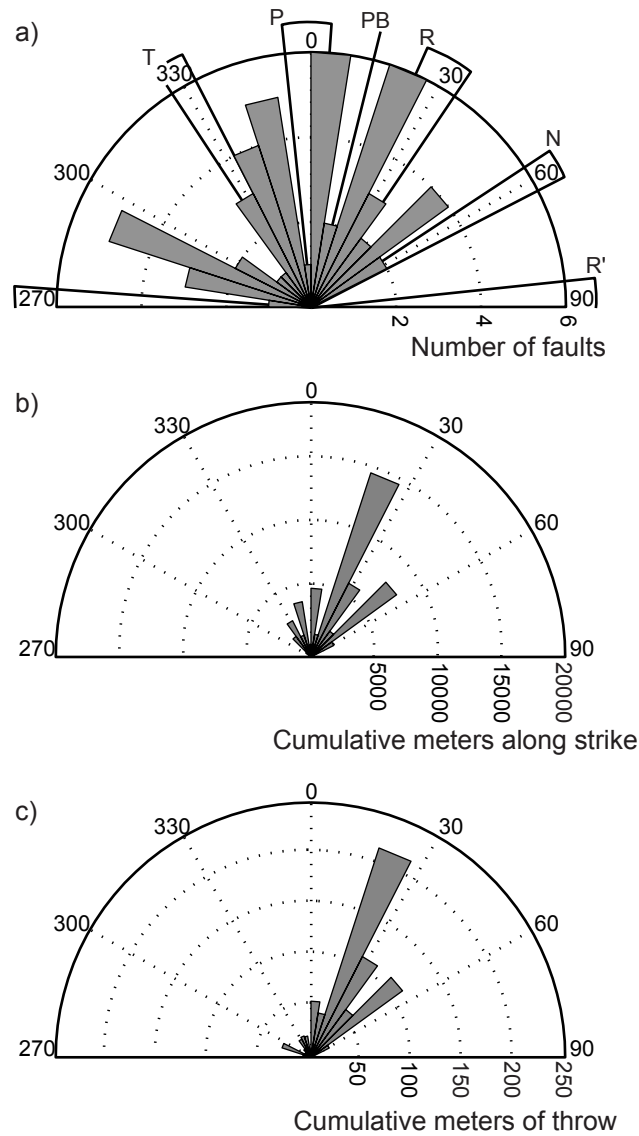 a)
P
PB
R
T
0
330
30
N
300
60
R'
270
90
2
4
6
Number of faults
b)
0
330
30
300
60
270
90
5000
10000
15000
20000
Cumulative meters along strike
c)
0
330
30
300
60
270
90
50
100
150
200
250
Cumulative meters of throw